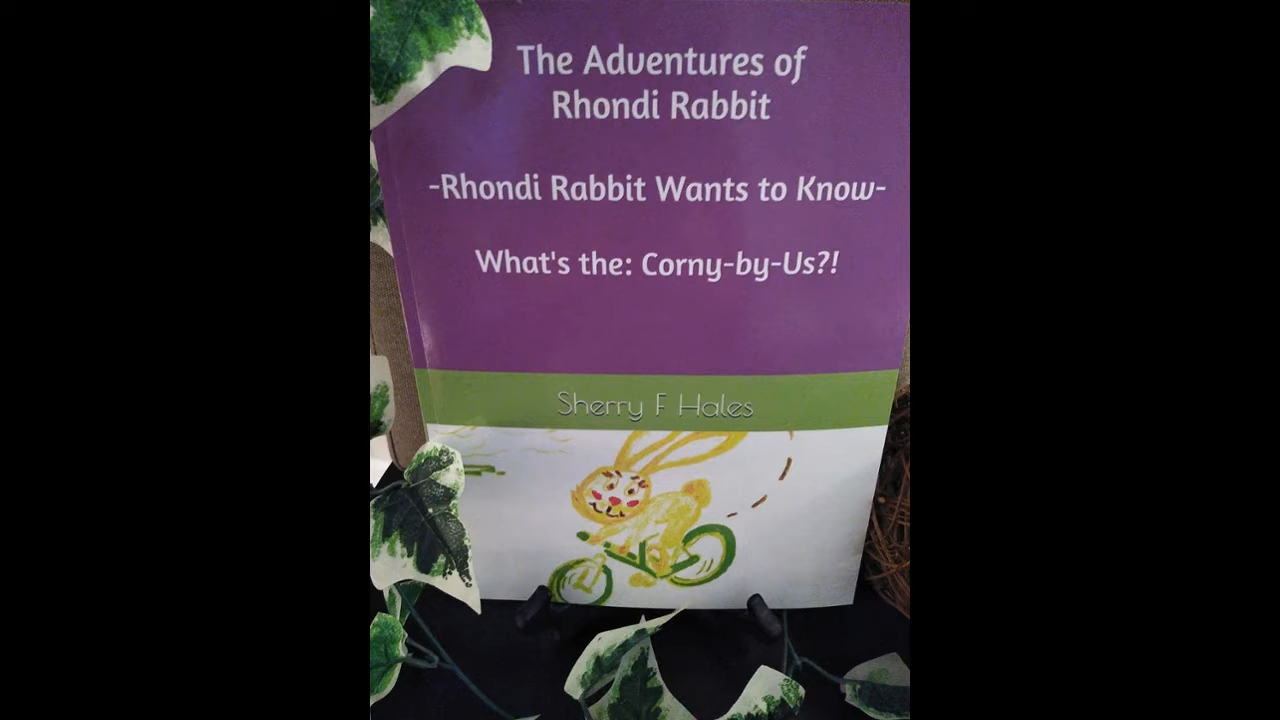 The Adventures of
Rhondi Rabbit
-Rhondi Rabbit Wants to Know-
What's the: Corny-by-Us?!
Sherry F Hales